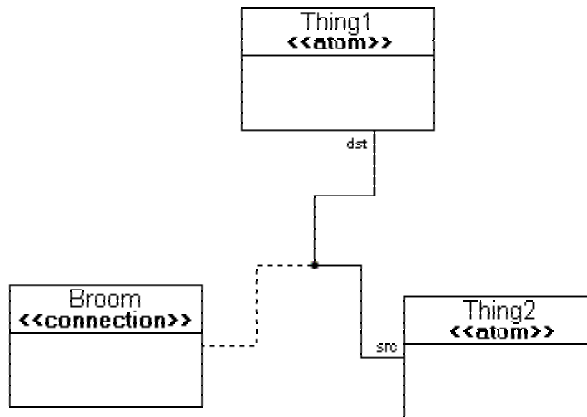 Thing1
<<atom>>
dst
Broom
<<connection>>
Thing2
<<atom>>
src